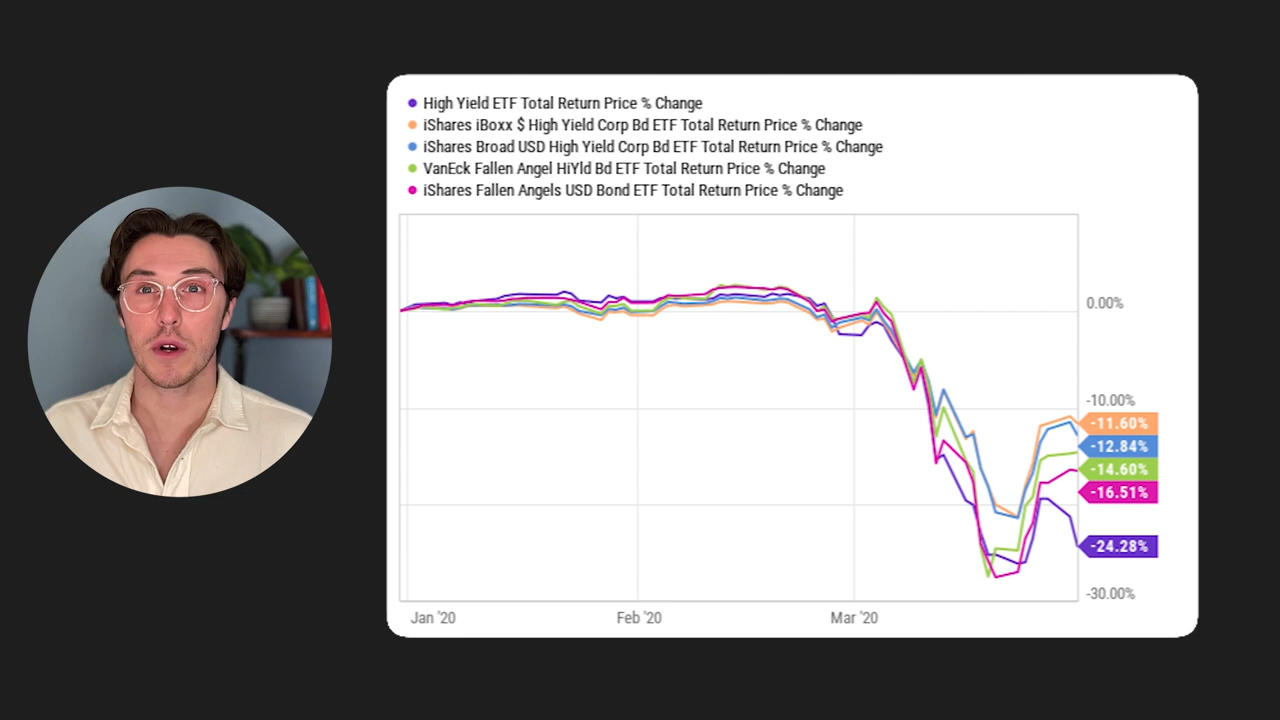 High Yield ETF Total Return Price % Change
iShares iBoxx $ High Yield Corp Bd ETF Total Return Price % Change
iShares Broad USD High Yield Corp Bd ETF Total Return Price % Change
VanEck Fallen Angel HiYld Bd ETF Total Return Price % Change
iShares Fallen Angels USD Bond ETF Total Return Price % Change
0.00%
-10.00%
-11.60%
-12.84%
-14.60%
-16.51%
-24.28%
-30.00%
Jan '20
Feb '20
Mar '20